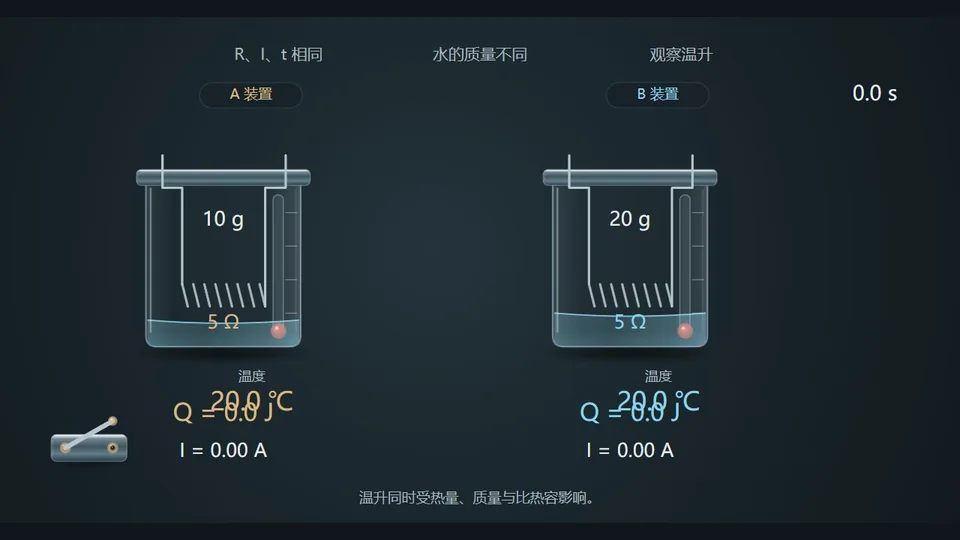 R、I、t 相同
水的质量不同
观察温升
A 装置
B 装置
0.0 s
10 g
20 g
5 Ω
5 Ω
温度
温度
20.0 ℃
Q = 0.0 J
20.0 ℃
Q = 0.0 J
I = 0.00 A
I = 0.00 A
温升同时受热量、质量与比热容影响。